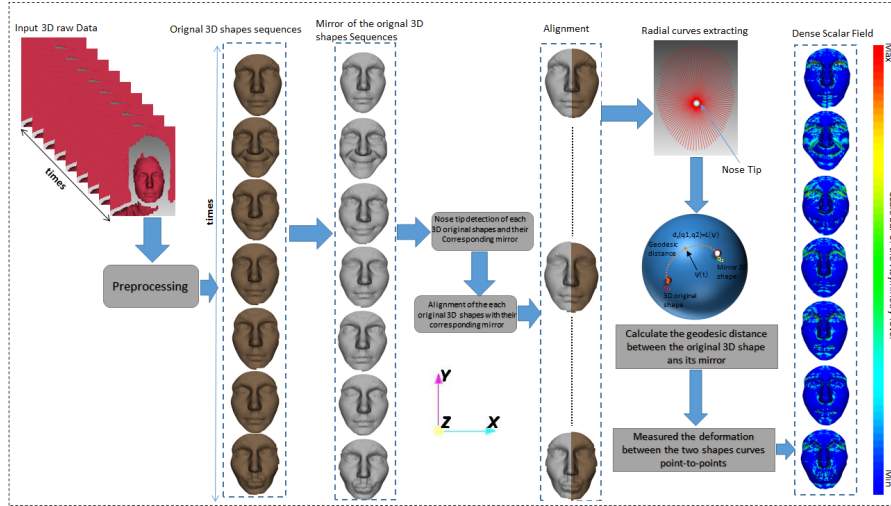 Input 3D raw Data
times
Preprocessing
Orignal 3D shapes sequences
times
Mirror of the orignal 3D
shapes Sequences
Nose tip detection of each
3D original shapes and their
Corresponding mirror
Alignment of the each
original 3D shapes with their
corresponding mirror
Y
Z
X
Alignment
Radial curves extracting
Nose Tip
dₛ(q1,q2)=L(Ψ)
Geodesic
distance
Ψ(t)
q₂
Mirror 3D
shape
3D original
shape
Calculate the geodesic distance
between the original 3D shape
ans its mirror
Measured the deformation
between the two shapes curves
point-to-points
Dense Scalar Field
Max
Min